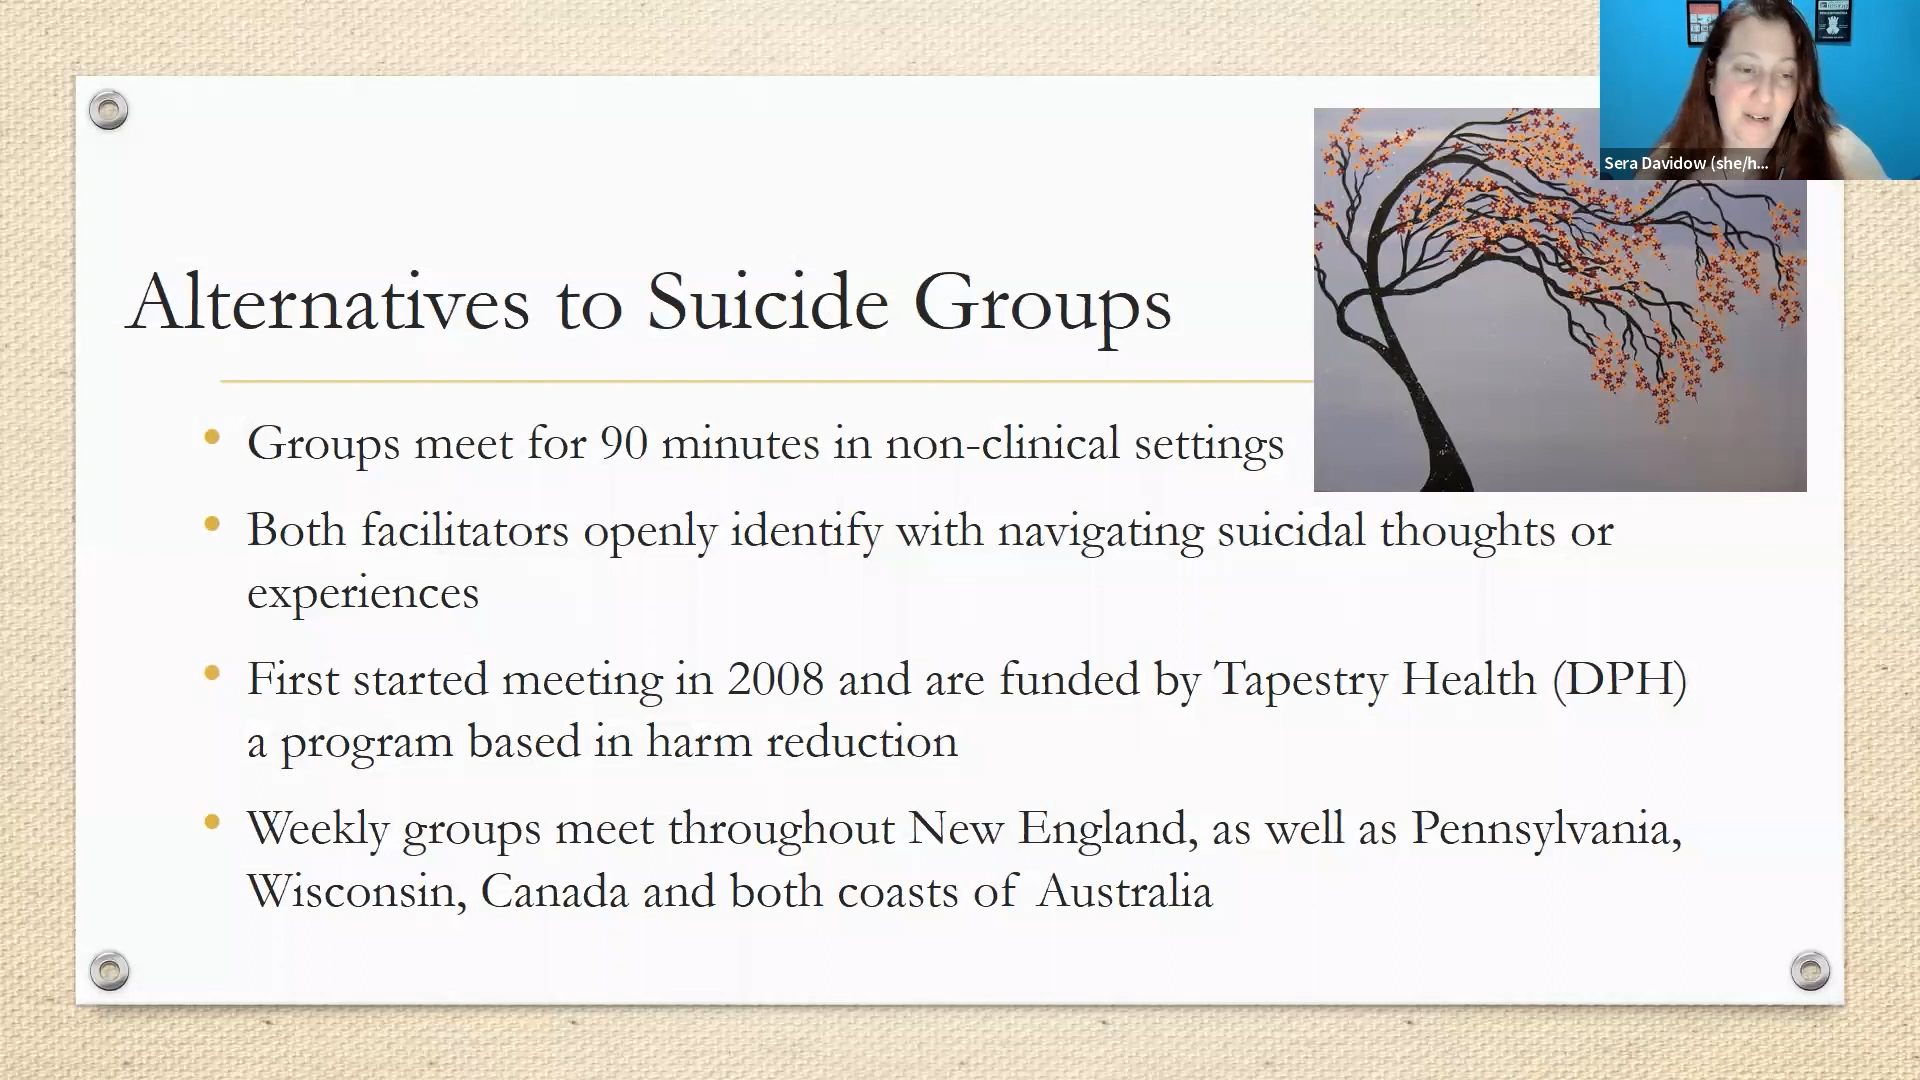 Sera Davidow (she/h...
Alternatives to Suicide Groups
• Groups meet for 90 minutes in non-clinical settings
• Both facilitators openly identify with navigating suicidal thoughts or
experiences
• First started meeting in 2008 and are funded by Tapestry Health (DPH)
a program based in harm reduction
• Weekly groups meet throughout New England, as well as Pennsylvania,
Wisconsin, Canada and both coasts of Australia